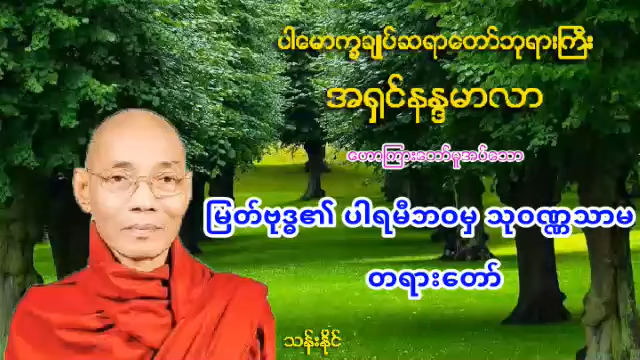 ပါမောက္ခချုပ်ဆရာတော်ဘုရားကြီး
အရှင်နန္ဒမာလာ
ဟောကြားတော်မူအပ်သော
မြတ်ဗုဒ္ဓ၏ ပါရမီဘဝမှ သုဝဏ္ဏသာမ
တရားတော်
သန်းနိုင်